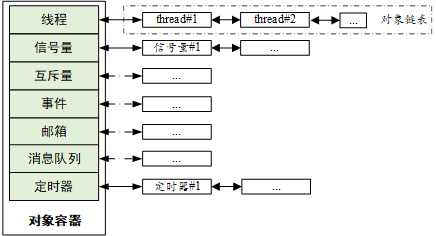 线程 thread#1 thread#2 ... 对象链表
信号量 信号量#1 ...
互斥量 ...
事件 ...
邮箱 ...
消息队列 ...
定时器 定时器#1 ...
对象容器